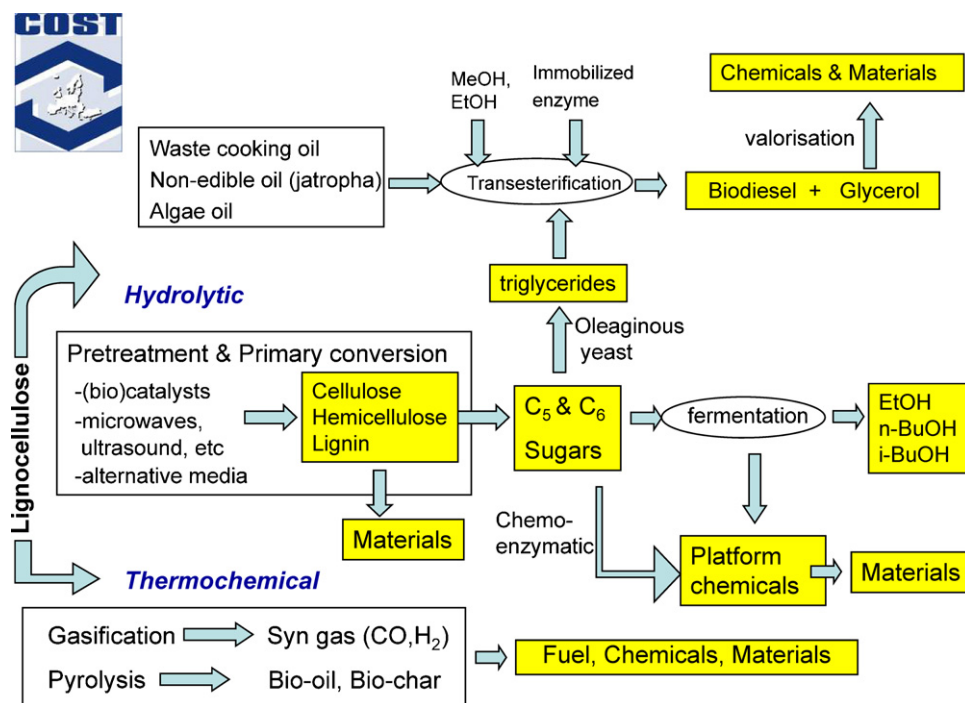 COST
MeOH,
EtOH
Immobilized
enzyme
Chemicals & Materials
valorisation
Waste cooking oil
Non-edible oil (jatropha)
Algae oil
Transesterification
Biodiesel + Glycerol
triglycerides
Hydrolytic
Oleaginous
yeast
Lignocellulose
Pretreatment & Primary conversion
-(bio)catalysts
-microwaves,
ultrasound, etc
-alternative media
Cellulose
Hemicellulose
Lignin
C₅ & C₆
Sugars
fermentation
EtOH
n-BuOH
i-BuOH
Materials
Chemo-
enzymatic
Platform
chemicals
Materials
Thermochemical
Gasification
Syn gas (CO,H₂)
Pyrolysis
Bio-oil, Bio-char
Fuel, Chemicals, Materials